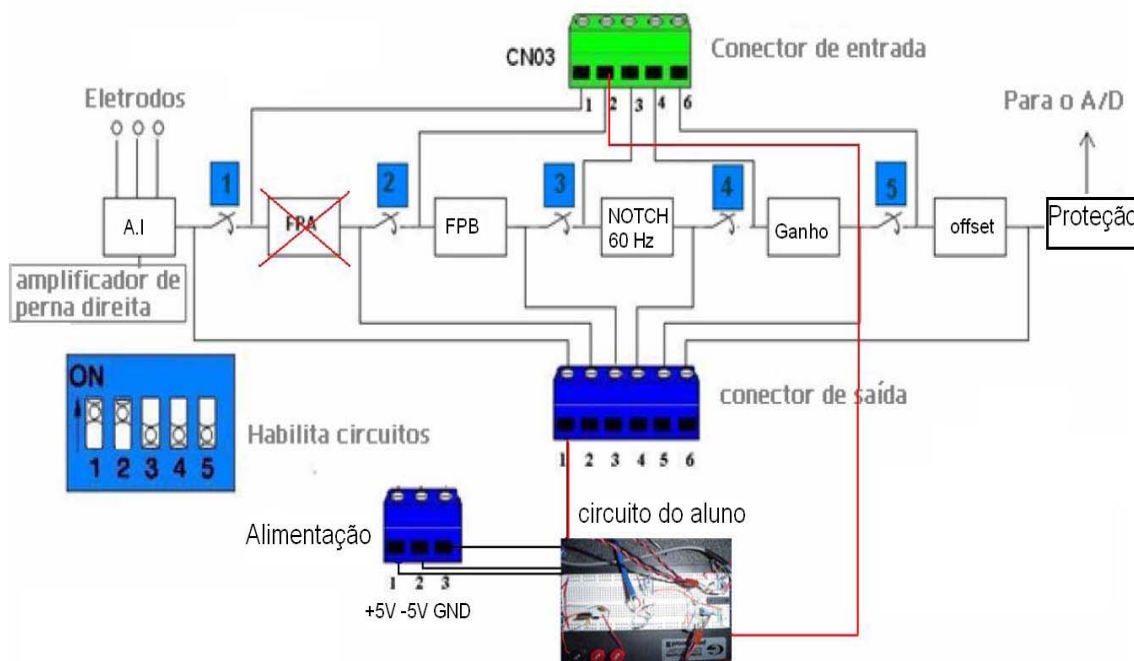 Conector de entrada
CN03
1 2 3 4 6
Eletrodos
Para o A/D
1
2
3
4
5
A.I
FPA
FPB
NOTCH
60 Hz
Ganho
offset
Proteção
amplificador de
perna direita
ON
1 2 3 4 5
Habilita circuitos
conector de saída
1 2 3 4 5 6
Alimentação
1 2 3
+5V -5V GND
circuito do aluno